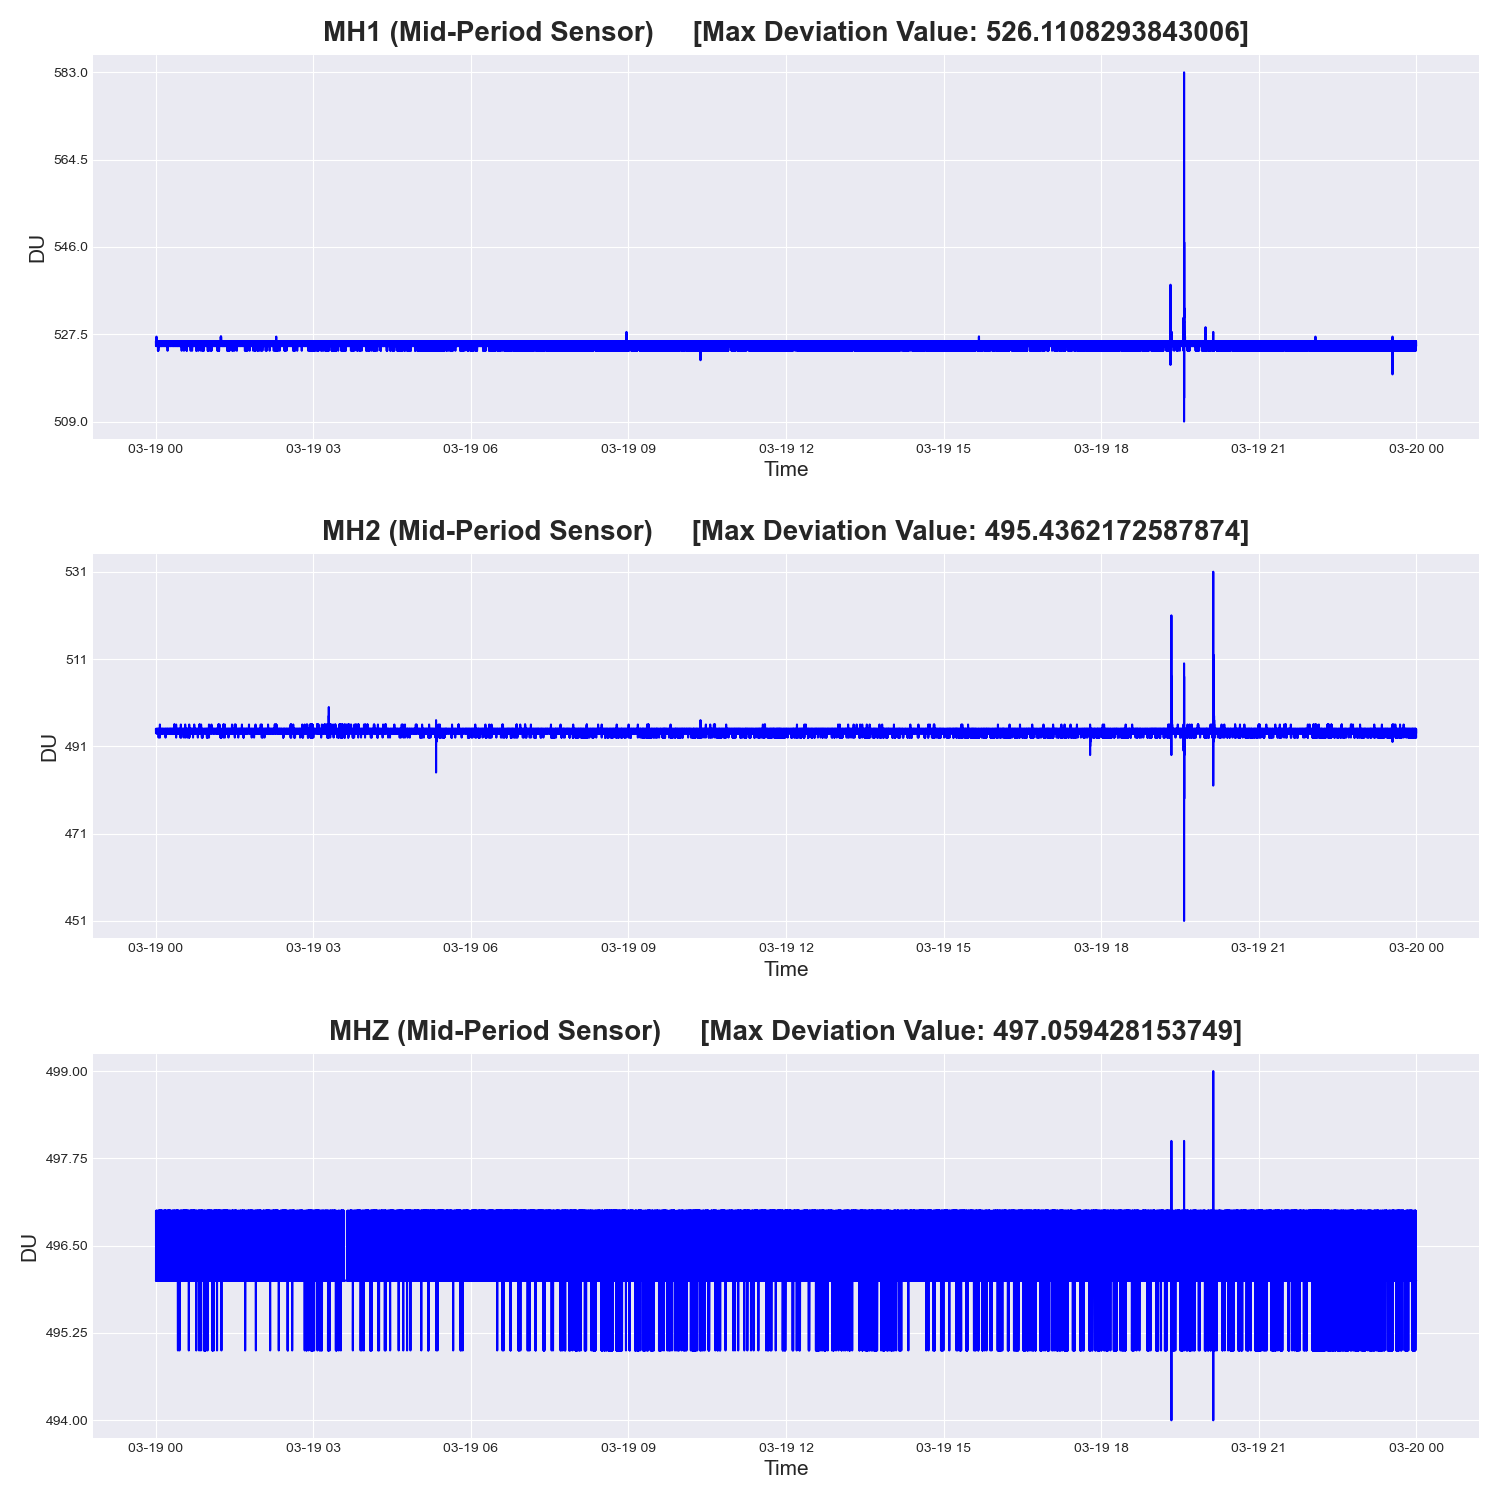 MH1 (Mid-Period Sensor) [Max Deviation Value: 526.1108293843006]
583.0
564.5
546.0
527.5
509.0
DU
03-19 00 03-19 03 03-19 06 03-19 09 03-19 12 03-19 15 03-19 18 03-19 21 03-20 00
Time
MH2 (Mid-Period Sensor) [Max Deviation Value: 495.4362172587874]
531
511
491
471
451
DU
03-19 00 03-19 03 03-19 06 03-19 09 03-19 12 03-19 15 03-19 18 03-19 21 03-20 00
Time
MHZ (Mid-Period Sensor) [Max Deviation Value: 497.059428153749]
499.00
497.75
496.50
495.25
494.00
DU
03-19 00 03-19 03 03-19 06 03-19 09 03-19 12 03-19 15 03-19 18 03-19 21 03-20 00
Time